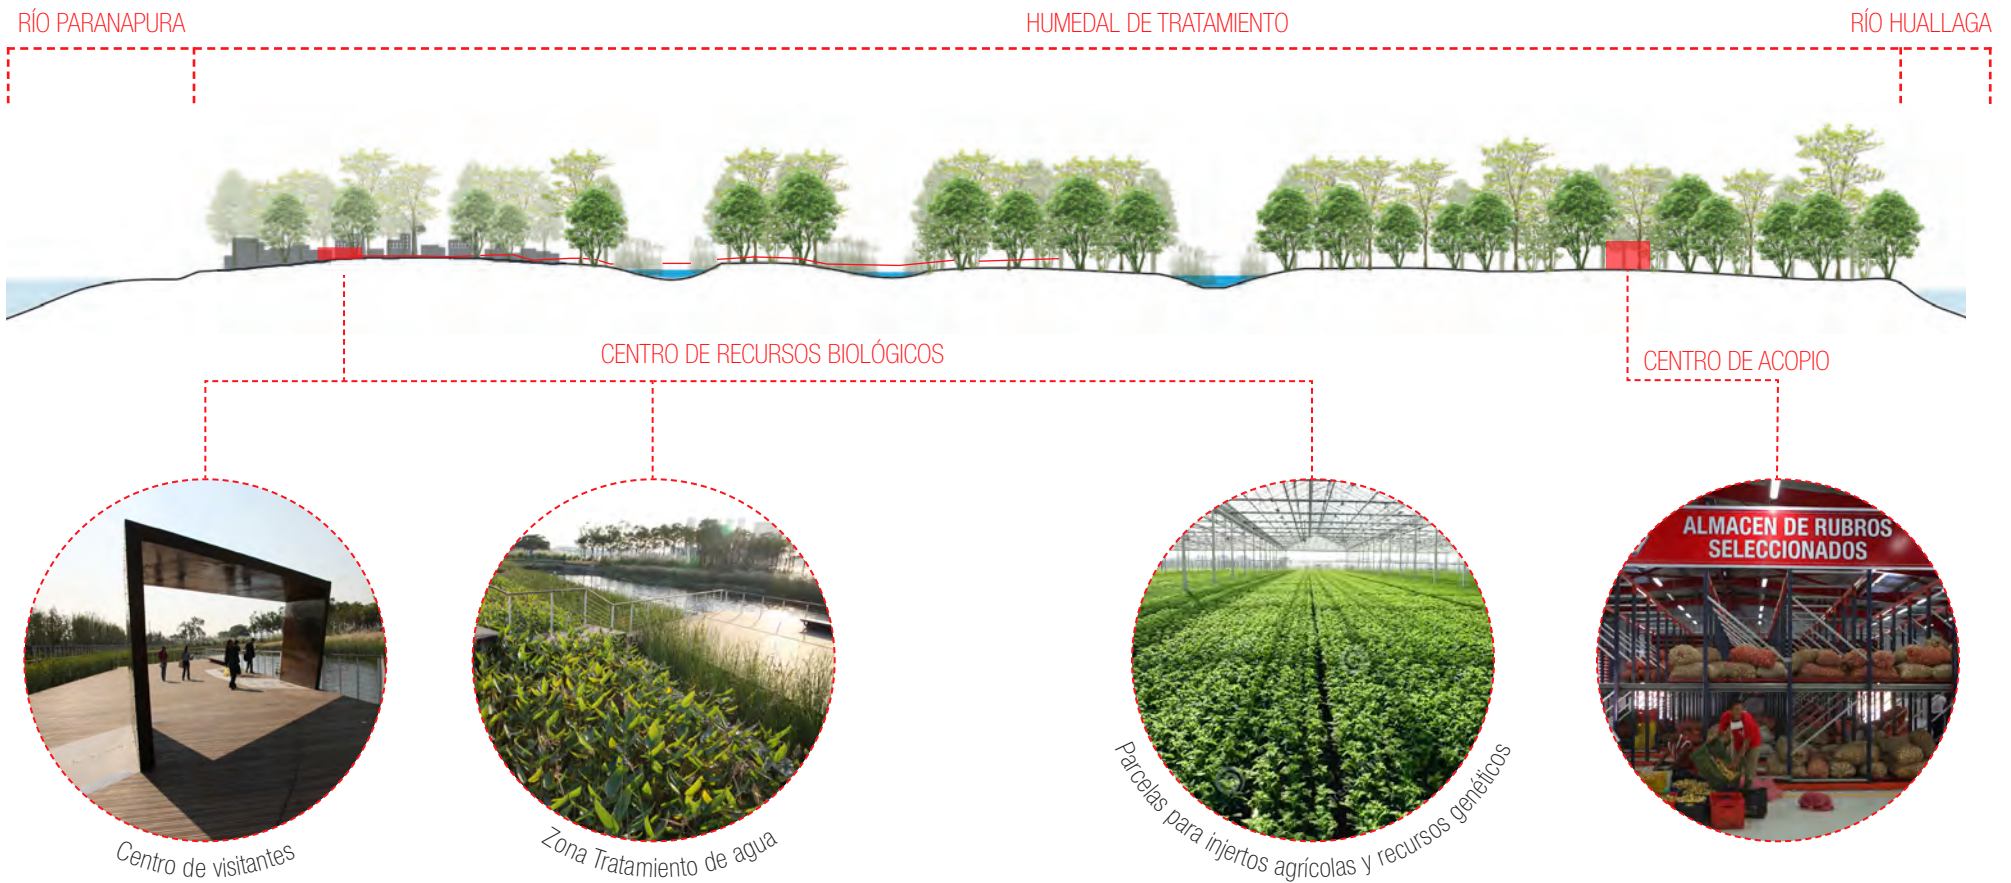 RÍO PARANAPURA
HUMEDAL DE TRATAMIENTO
RÍO HUALLAGA
CENTRO DE RECURSOS BIOLÓGICOS
CENTRO DE ACOPIO
ALMACEN DE RUBROS
SELECCIONADOS
Centro de visitantes
Zona Tratamiento de agua
Parcelas para injertos agrícolas y recursos genéticos